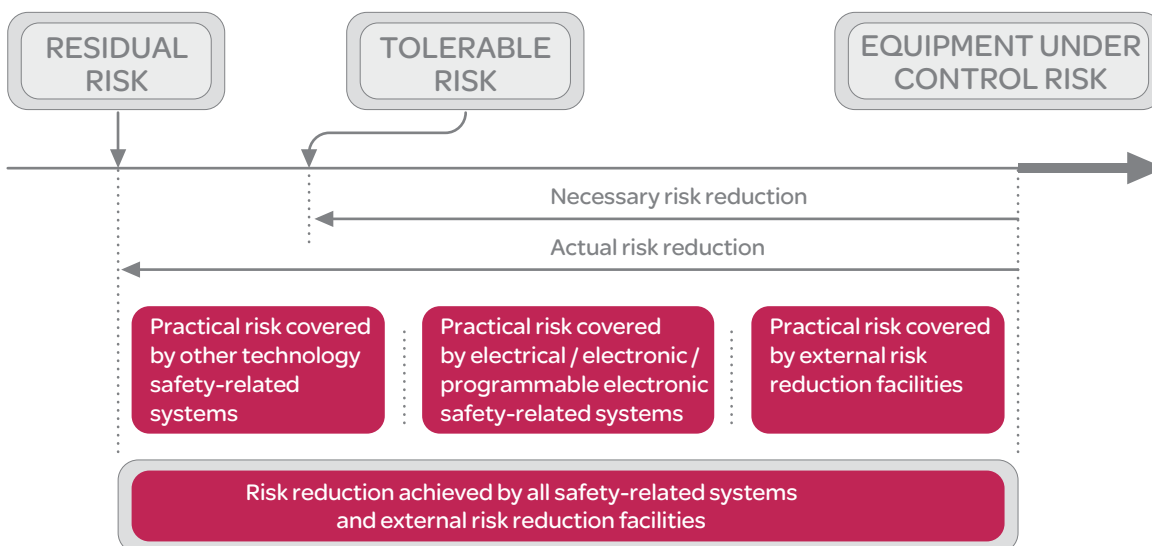 RESIDUAL
RISK
TOLERABLE
RISK
EQUIPMENT UNDER
CONTROL RISK
Necessary risk reduction
Actual risk reduction
Practical risk covered
by other technology
safety-related
systems
Practical risk covered
by electrical / electronic /
programmable electronic
safety-related systems
Practical risk covered
by external risk
reduction facilities
Risk reduction achieved by all safety-related systems
and external risk reduction facilities